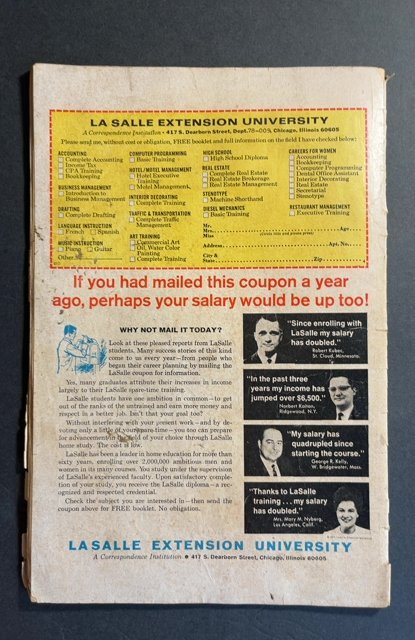 LA SALLE EXTENSION UNIVERSITY
A Correspondence Institution • 417 S. Dearborn Street, Dept. 78-009, Chicago, Illinois 60605
Please send me, without cost or obligation, FREE booklet and full information on the field I have checked below:
ACCOUNTING
Complete Accounting
Income Tax
CPA Training
Bookkeeping
BUSINESS MANAGEMENT
Introduction to
Business Management
DRAFTING
Complete Drafting
LANGUAGE INSTRUCTION
French Spanish
MUSIC INSTRUCTION
Piano Guitar
Other
COMPUTER PROGRAMMING
Basic Training
HOTEL/MOTEL MANAGEMENT
Hotel Executive
Training
Motel Management
INTERIOR DECORATING
Complete Training
TRAFFIC & TRANSPORTATION
Complete Traffic
Management
ART TRAINING
Commercial Art
Oil, Water Color
Painting
Complete Training
HIGH SCHOOL
High School Diploma
REAL ESTATE
Complete Real Estate
Real Estate Brokerage
Real Estate Management
STENOTYPE
Machine Shorthand
DIESEL MECHANICS
Basic Training
CAREERS FOR WOMEN
Accounting
Bookkeeping
Computer Programming
Dental Office Assistant
Interior Decorating
Real Estate
Secretarial
Stenotype
RESTAURANT MANAGEMENT
Executive Training
Mr.
Mrs. Age
Miss (Circle title and please print)
Address Apt. No.
City &
State Zip
If you had mailed this coupon a year
ago, perhaps your salary would be up too!
WHY NOT MAIL IT TODAY?
Look at these pleased reports from LaSalle
students. Many success stories of this kind
come to us every year—from people who
began their career planning by mailing the
LaSalle coupon for information.
Yes, many graduates attribute their increases in income
largely to their LaSalle spare-time training.
LaSalle students have one ambition in common—to get
out of the ranks of the untrained and earn more money and
respect in a better job. Isn't that your goal too?
Without interfering with your present work – and by de-
voting only a little of your spare time—you can prepare
for advancement in the field of your choice through LaSalle
home study. The cost is low.
LaSalle has been a leader in home education for more than
sixty years, enrolling over 2,000,000 ambitious men and
women in its many courses. You study under the supervision
of LaSalle's experienced faculty. Upon satisfactory comple-
tion of your study, you receive the LaSalle diploma—a rec-
ognized and respected credential.
Check the subject you are interested in—then send the
coupon above for FREE booklet. No obligation.
"Since enrolling with
LaSalle my salary
has doubled."
Robert Kuban,
St. Cloud, Minnesota.
"In the past three
years my income has
jumped over $6,500."
Norbert Kahan,
Ridgewood, N.Y.
"My salary has
quadrupled since
starting the course."
George R. Kelly,
W. Bridgewater, Mass.
"Thanks to LaSalle
training...my salary
has doubled."
Mrs. Mary M. Nyberg,
Los Angeles, Calif.
LA SALLE EXTENSION UNIVERSITY
A Correspondence Institution • 417 S. Dearborn Street, Chicago, Illinois 60605